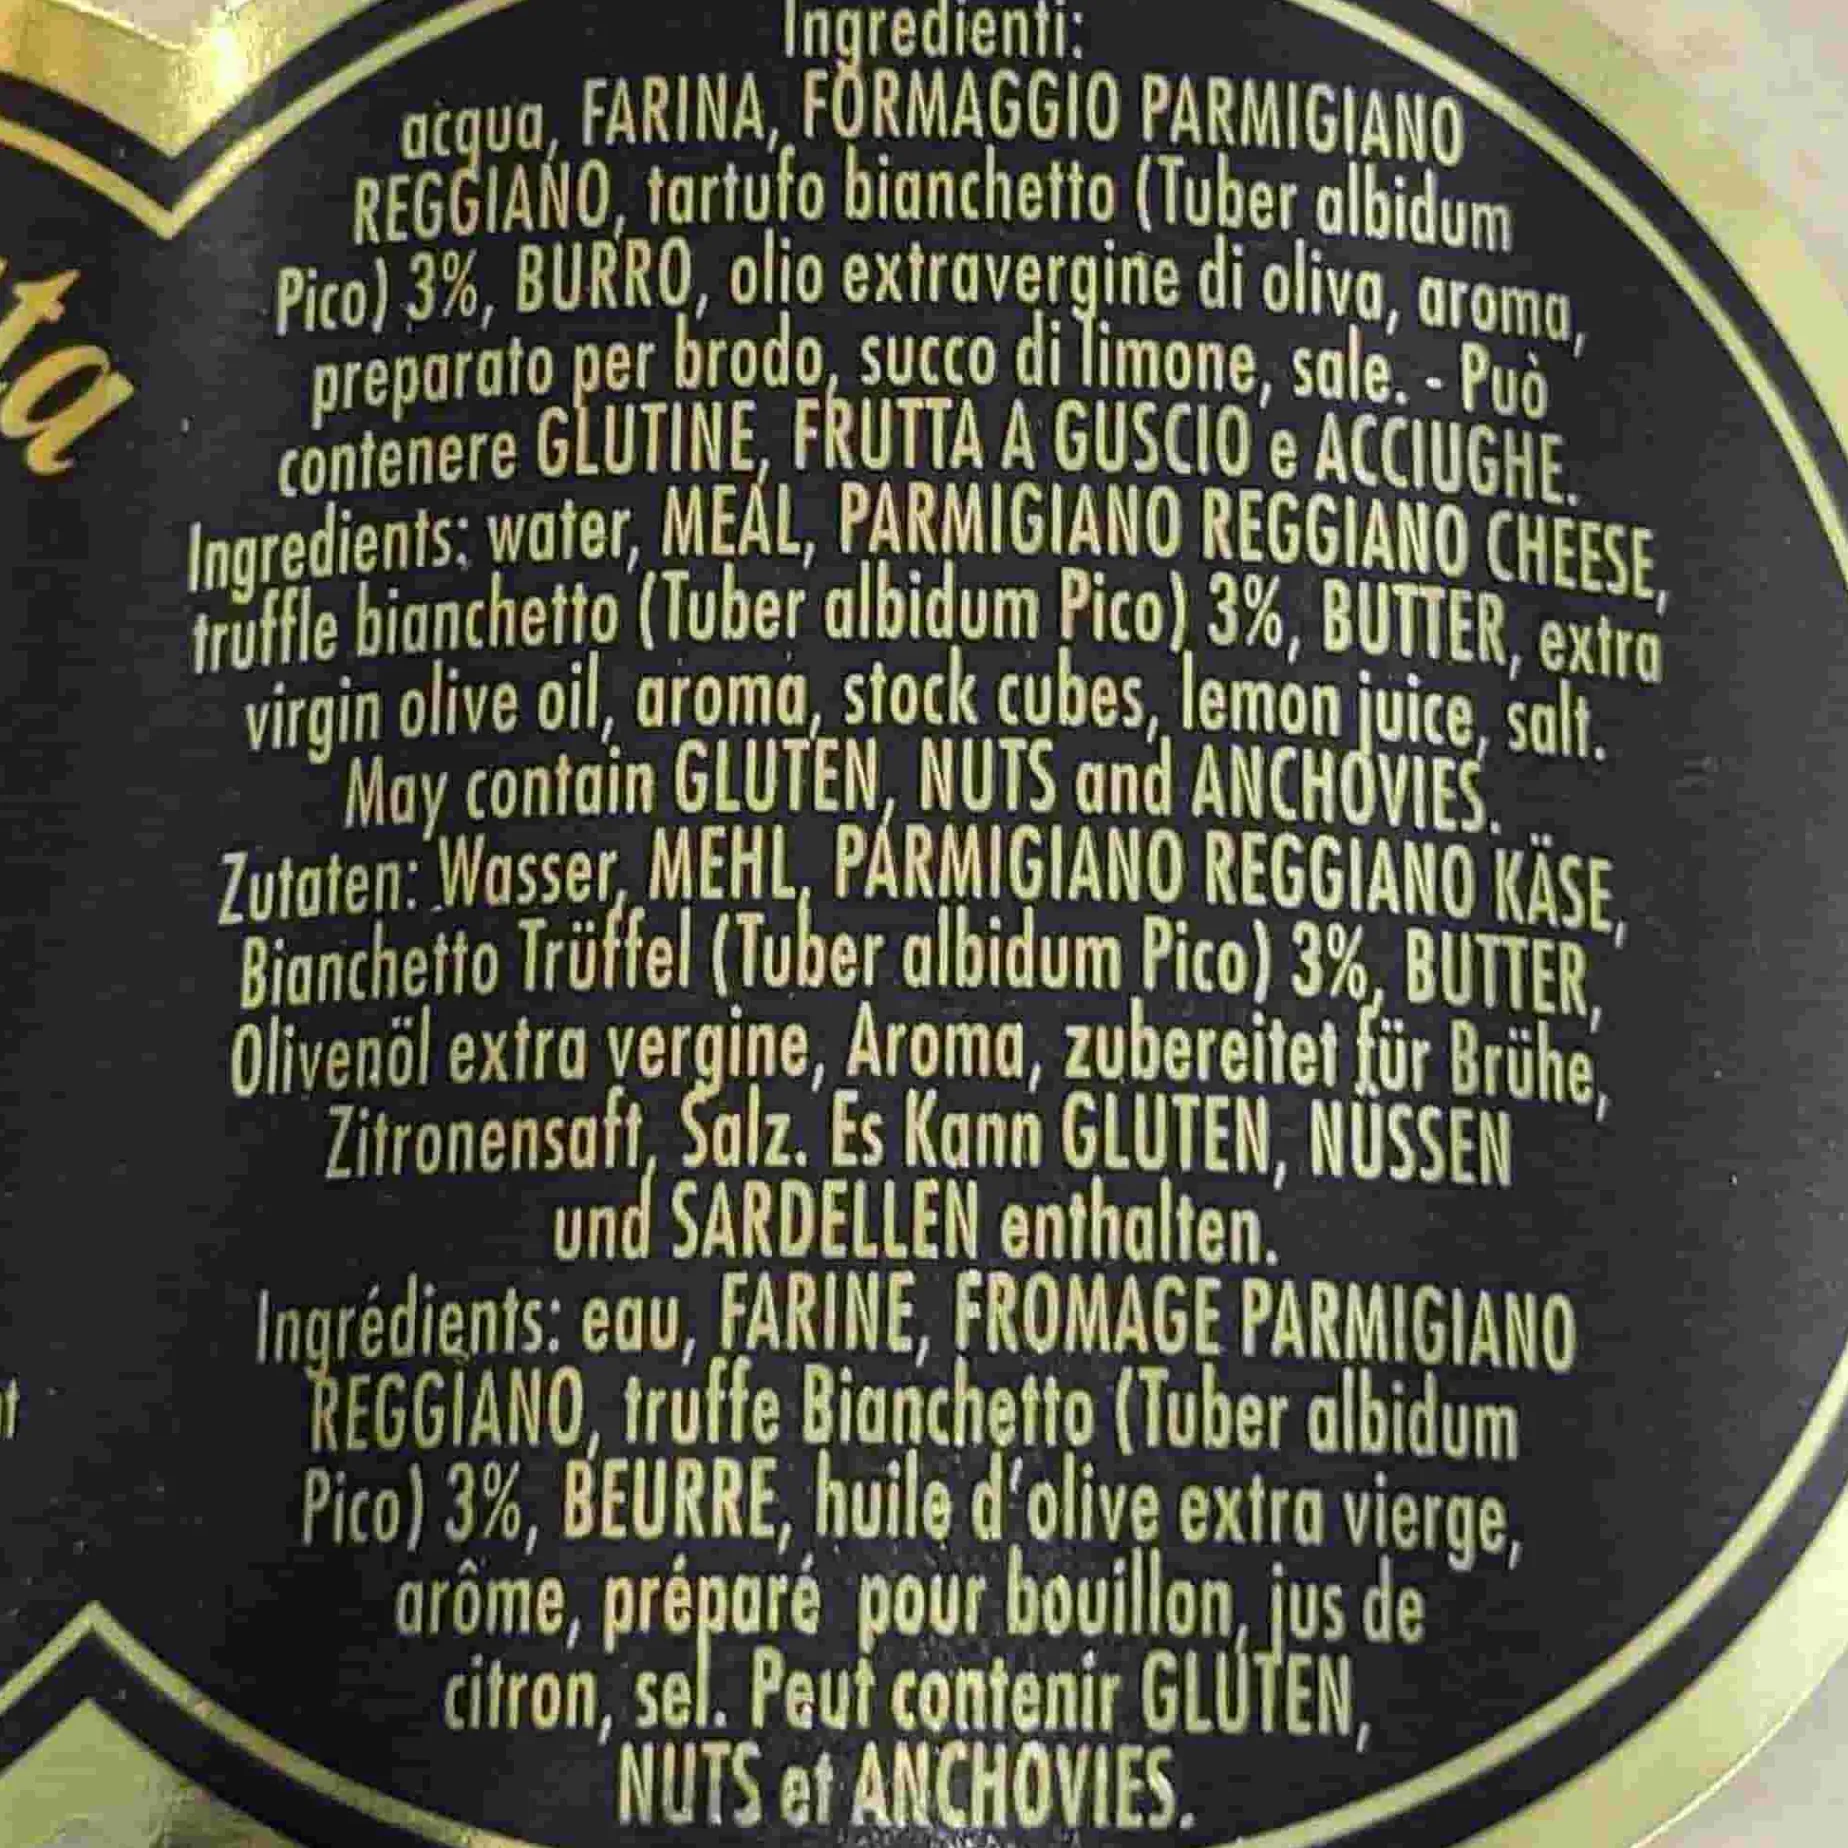 Ingredienti:
acqua, FARINA, FORMAGGIO PARMIGIANO
REGGIANO, tartufo bianchetto (Tuber albidum
Pico) 3%, BURRO, olio extravergine di oliva, aroma,
preparato per brodo, succo di limone, sale. - Può
contenere GLUTINE, FRUTTA A GUSCIO e ACCIUGHE.
Ingredients: water, MEAL, PARMIGIANO REGGIANO CHEESE,
truffle bianchetto (Tuber albidum Pico) 3%, BUTTER, extra
virgin olive oil, aroma, stock cubes, lemon juice, salt.
May contain GLUTEN, NUTS and ANCHOVIES.
Zutaten: Wasser, MEHL, PARMIGIANO REGGIANO KÄSE,
Bianchetto Trüffel (Tuber albidum Pico) 3%, BUTTER,
Olivenöl extra vergine, Aroma, zubereitet für Brühe,
Zitronensaft, Salz. Es Kann GLUTEN, NÜSSEN
und SARDELLEN enthalten.
Ingrédients: eau, FARINE, FROMAGE PARMIGIANO
REGGIANO, truffe Bianchetto (Tuber albidum
Pico) 3%, BEURRE, huile d'olive extra vierge,
arôme, préparé pour bouillon, jus de
citron, sel. Peut contenir GLUTEN,
NUTS et ANCHOVIES.